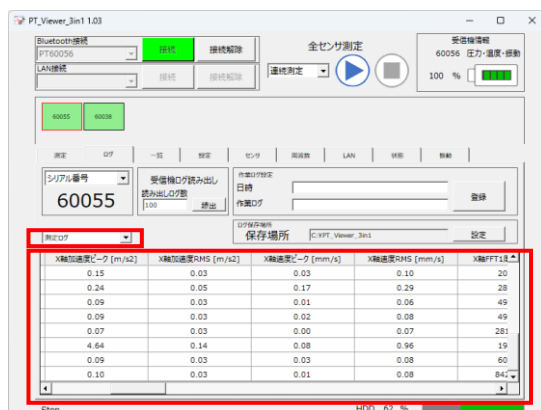 PT_Viewer_3in1 1.03
Bluetooth接続
PT60056
接続
接続解除
LAN接続
接続
接続解除
全センサ測定
連続測定
受信機情報
60056 圧力・温度・振動
100 %
60055
60038
測定
ログ
一覧
設定
センサ
周波数
LAN
状態
振動
シリアル番号
60055
受信機ログ読み出し
読み出しログ数
100
読出
作業ログ設定
日時
作業ログ
登録
測定ログ
ログ保存場所
保存場所
C:¥PT_Viewer_3in1
設定
X軸加速度ピーク [m/s2] X軸加速度RMS [m/s2] X軸速度ピーク [mm/s] X軸速度RMS [mm/s] X軸FFT1
0.15 0.03 0.03 0.10 20
0.24 0.05 0.17 0.29 28
0.09 0.03 0.01 0.06 49
0.09 0.03 0.02 0.08 49
0.07 0.03 0.00 0.07 281
4.64 0.14 0.08 0.96 19
0.09 0.03 0.03 0.08 60
0.10 0.03 0.01 0.08 842
Stop
HDD 62 %